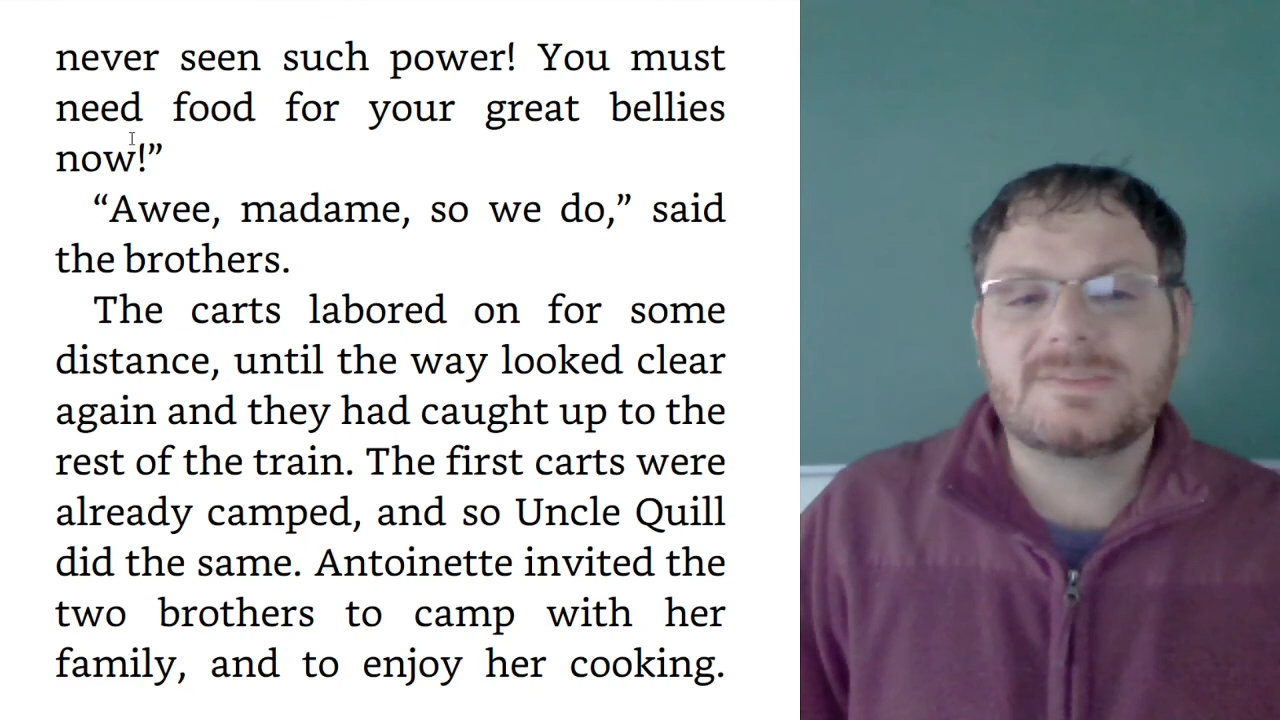 never seen such power! You must
need food for your great bellies
now!”
“Awee, madame, so we do,” said
the brothers.
The carts labored on for some
distance, until the way looked clear
again and they had caught up to the
rest of the train. The first carts were
already camped, and so Uncle Quill
did the same. Antoinette invited the
two brothers to camp with her
family, and to enjoy her cooking.